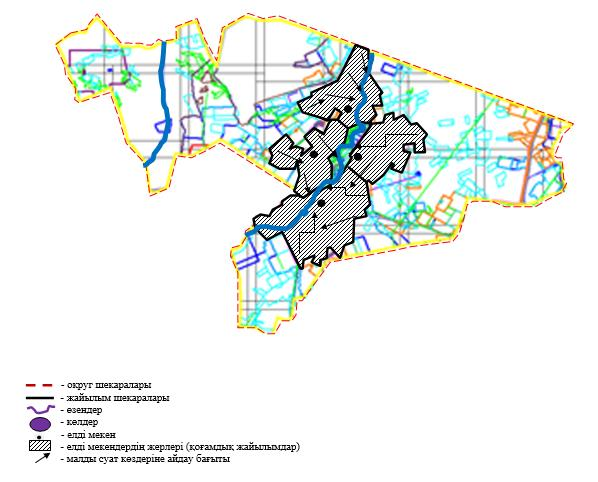 - округ шекаралары
- жайылым шекаралары
- өзендер
- көлдер
- елді мекен
- елді мекендердің жерлері (қоғамдық жайылымдар)
- малды суат көздеріне айдау бағыты